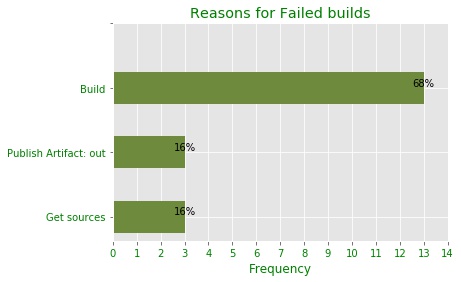 Reasons for Failed builds
Build
68%
Publish Artifact: out
16%
Get sources
16%
0 1 2 3 4 5 6 7 8 9 10 11 12 13 14
Frequency